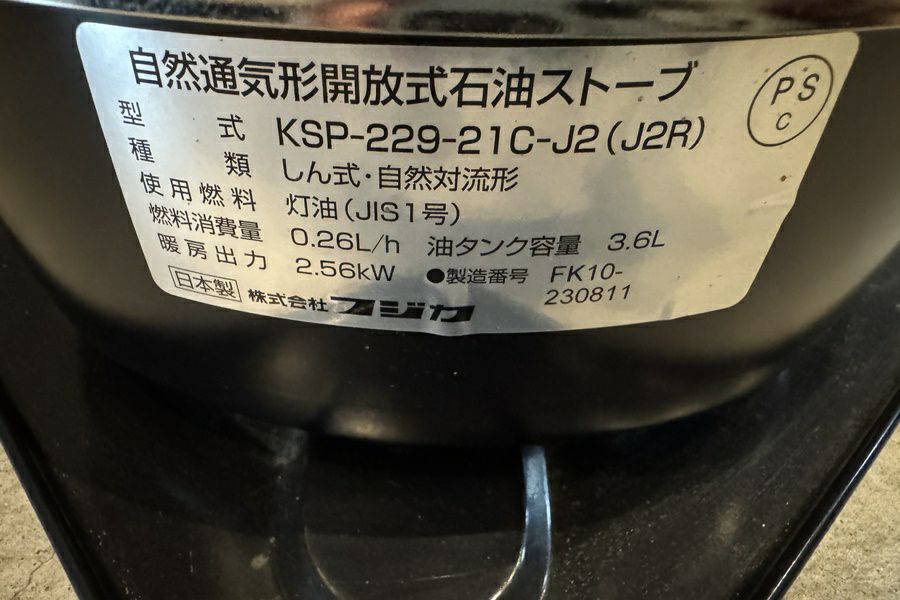 自然通気形開放式石油ストーブ
PS
C
型式 KSP-229-21C-J2(J2R)
種類 しん式・自然対流形
使用燃料 灯油(JIS1号)
燃料消費量 0.26L/h 油タンク容量 3.6L
暖房出力 2.56kW ●製造番号 FK10-
230811
日本製 株式会社フジカ